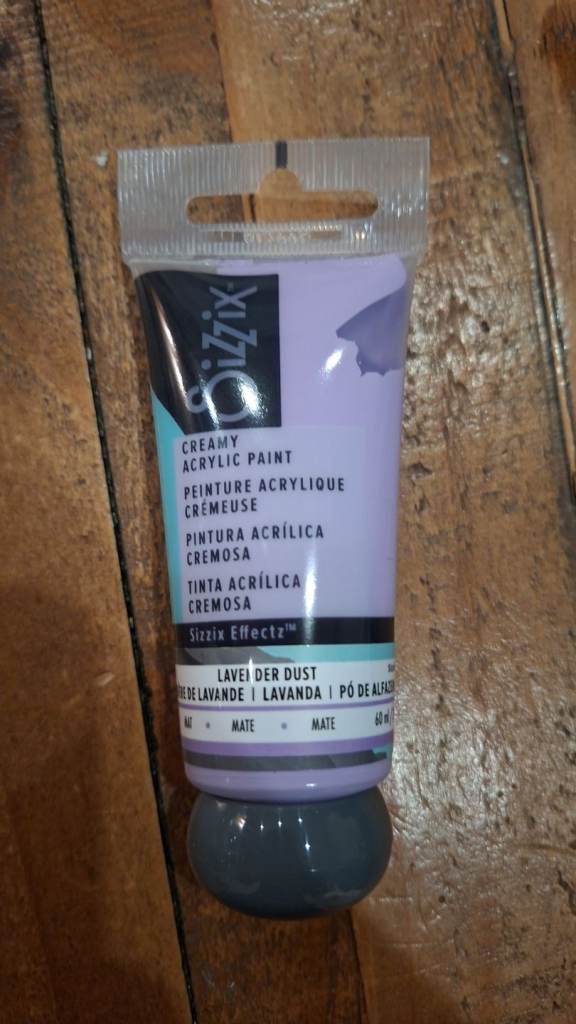 Sizzix
CREAMY
ACRYLIC PAINT
PEINTURE ACRYLIQUE
CRÉMEUSE
PINTURA ACRÍLICA
CREMOSA
TINTA ACRÍLICA
CREMOSA
Sizzix Effectz™
LAVENDER DUST
DE LAVANDE | LAVANDA | PÓ DE ALFAZE
MAT • MATE • MATE 60 ml